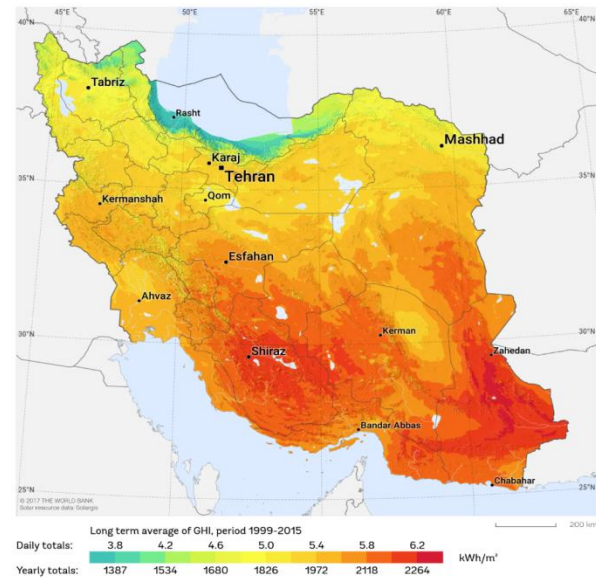 45°E 50°E 55°E 60°E 65°E
40°N 40°N
Tabriz
Rasht
Mashhad
Karaj
Tehran
35°N 35°N
Kermanshah
Qom
Esfahan
Ahvaz
30°N 30°N
Kerman
Shiraz
Zahedan
Bandar Abbas
Chabahar
25°N 25°N
© 2017 THE WORLD BANK
Solar resource data: Solargis
200 km
Long term average of GHI, period 1999-2015
Daily totals: 3.8 4.2 4.6 5.0 5.4 5.8 6.2
kWh/m²
Yearly totals: 1387 1534 1680 1826 1972 2118 2264